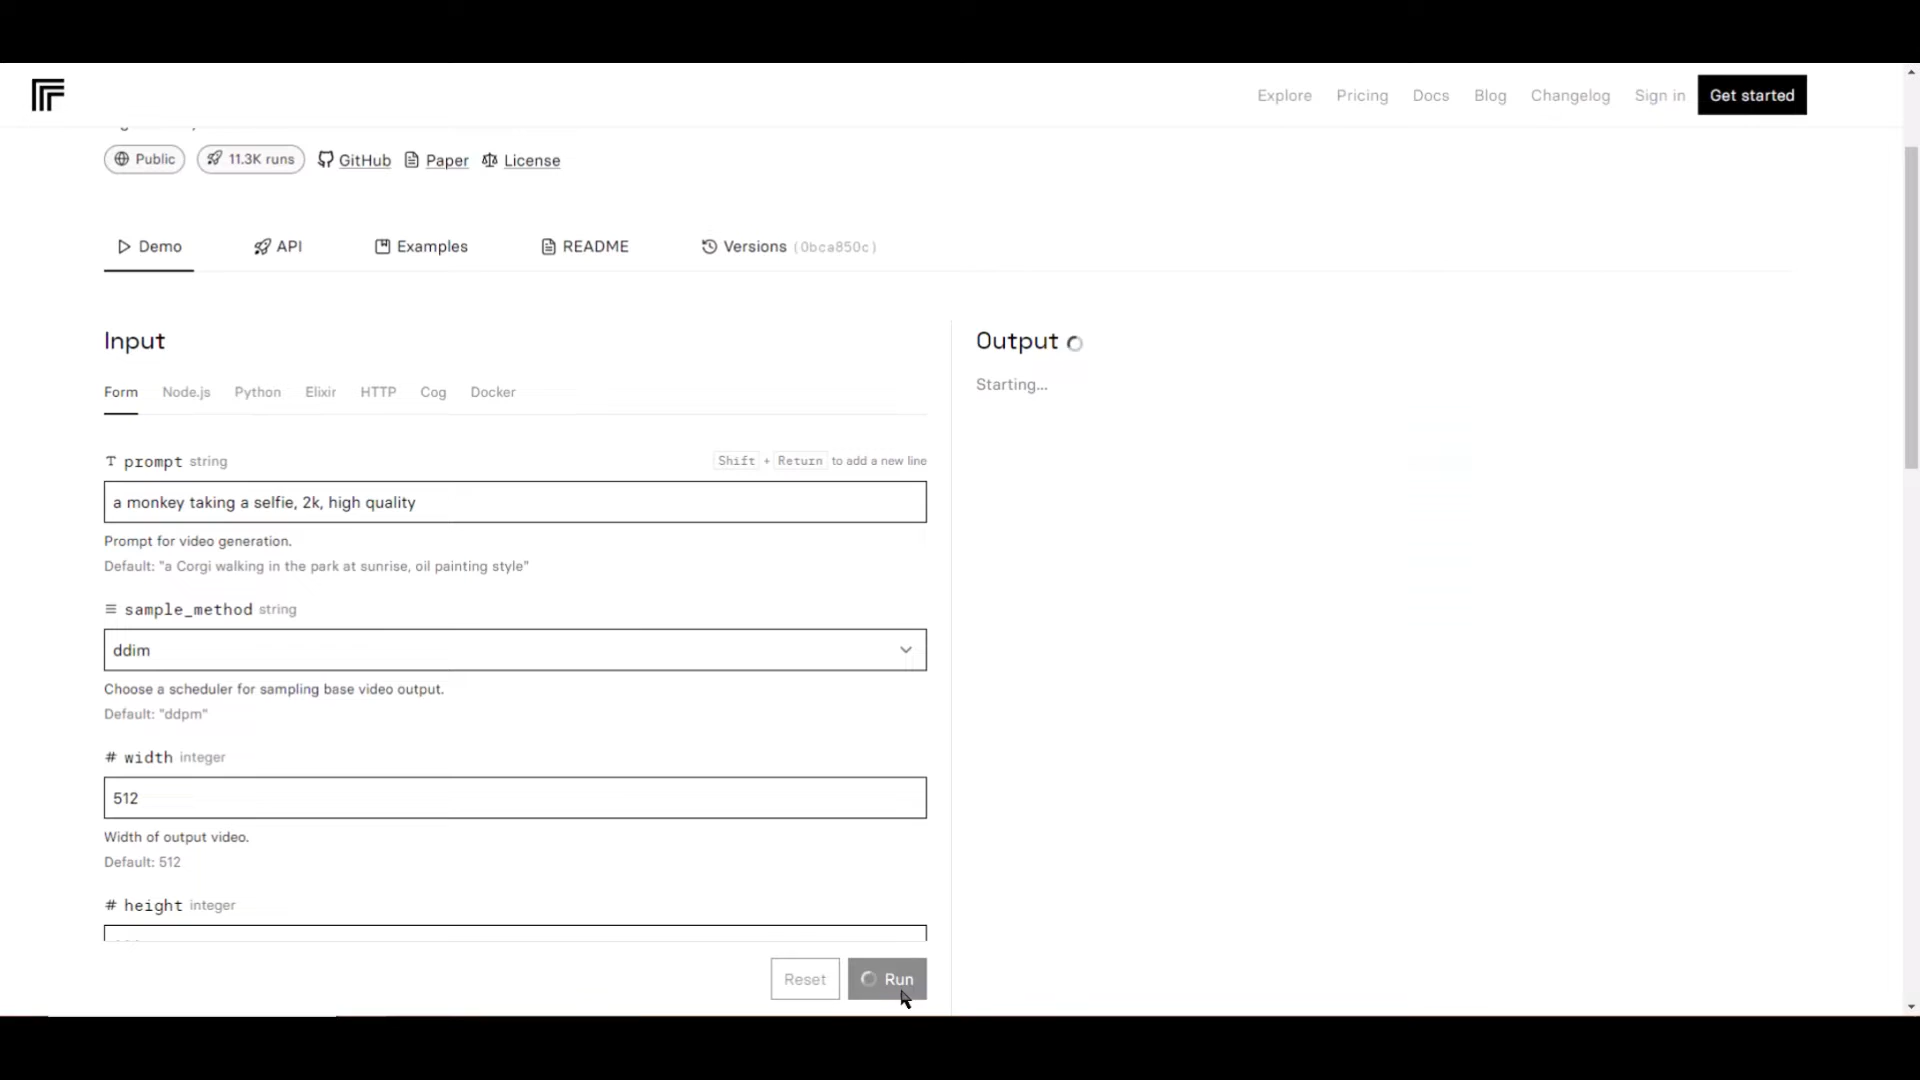 Explore Pricing Docs Blog Changelog Sign in Get started
Public 11.3K runs GitHub Paper License
Demo API Examples README Versions (0bca850c)
Input
Form Node.js Python Elixir HTTP Cog Docker
prompt string Shift + Return to add a new line
a monkey taking a selfie, 2k, high quality
Prompt for video generation.
Default: "a Corgi walking in the park at sunrise, oil painting style"
sample_method string
ddim
Choose a scheduler for sampling base video output.
Default: "ddpm"
# width integer
512
Width of output video.
Default: 512
# height integer
Reset Run
Output
Starting...